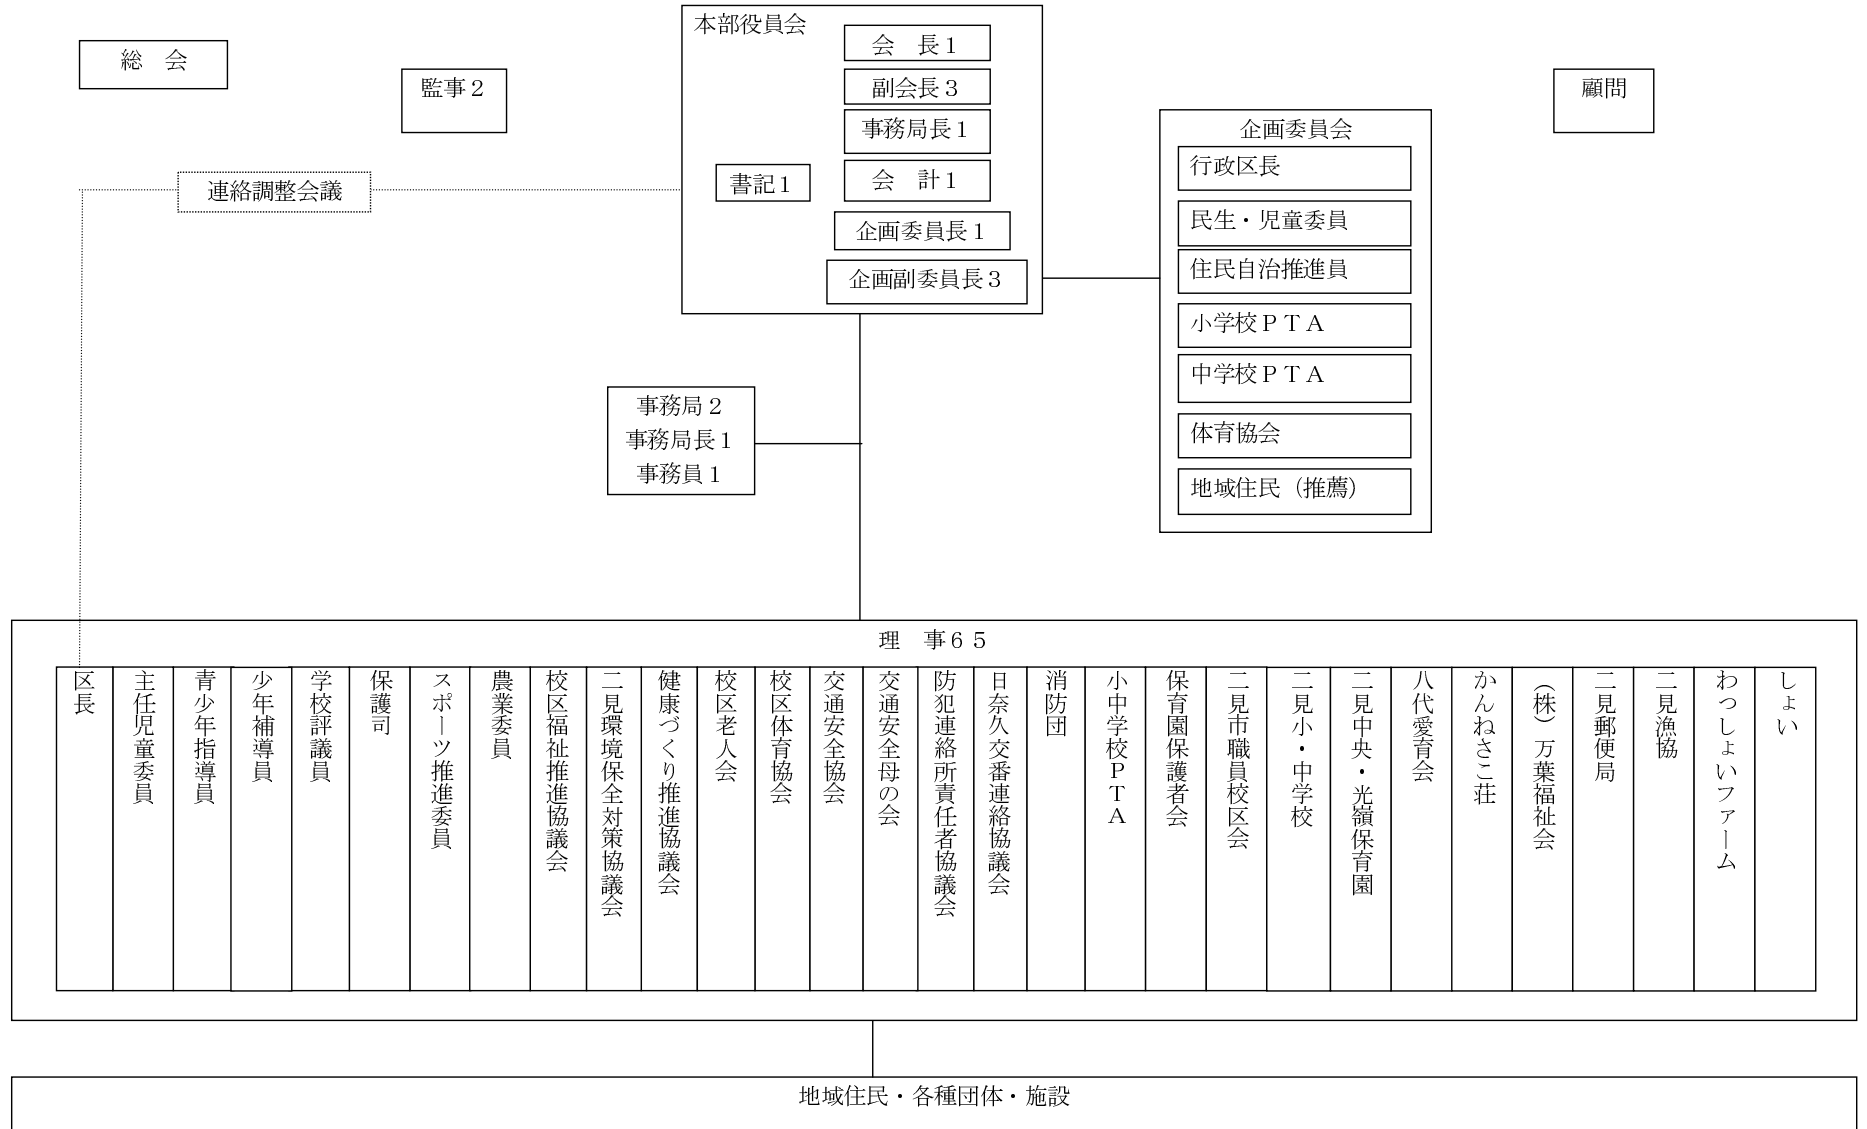 総　会
監事２
本部役員会
会　長１
副会長３
事務局長１
書記１
会　計１
企画委員長１
企画副委員長３
顧問
企画委員会
行政区長
民生・児童委員
住民自治推進員
小学校ＰＴＡ
中学校ＰＴＡ
体育協会
地域住民（推薦）
連絡調整会議
事務局２
事務局長１
事務員１
理　事６５
区長
主任児童委員
青少年指導員
少年補導員
学校評議員
保護司
スポーツ推進委員
農業委員
校区福祉推進協議会
二見環境保全対策協議会
健康づくり推進協議会
校区老人会
校区体育協会
交通安全協会
交通安全母の会
防犯連絡所責任者協議会
日奈久交番連絡協議会
消防団
小中学校ＰＴＡ
保育園保護者会
二見市職員校区会
二見小・中学校
二見中央・光嶺保育園
八代愛育会
かんねさこ荘
（株）万葉福祉会
二見郵便局
二見漁協
わっしょいファーム
しょい
地域住民・各種団体・施設